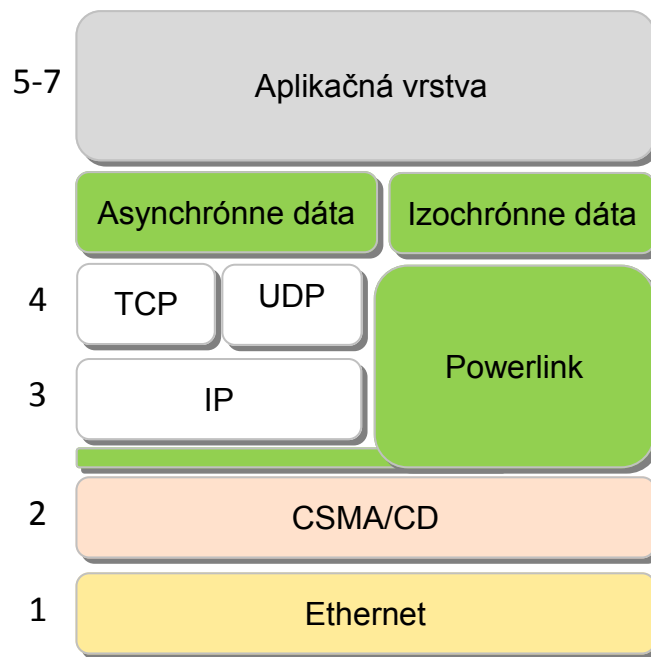 5-7
Aplikačná vrstva
Asynchrónne dáta
Izochrónne dáta
4
TCP
UDP
Powerlink
3
IP
2
CSMA/CD
1
Ethernet